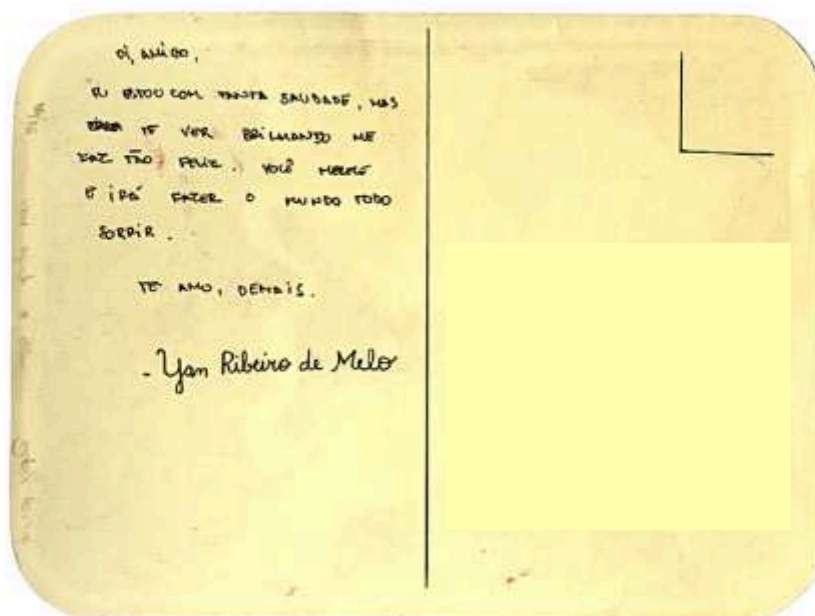 OI, AMIGO,
EU ESTOU COM TANTA SAUDADE, MAS
TE VER BRILHANDO ME
FAZ TÃO FELIZ. VOCÊ MERECE
E IRÁ FAZER O MUNDO TODO
SORRIR.
TE AMO, DEMAIS.
- Yan Ribeiro de Melo